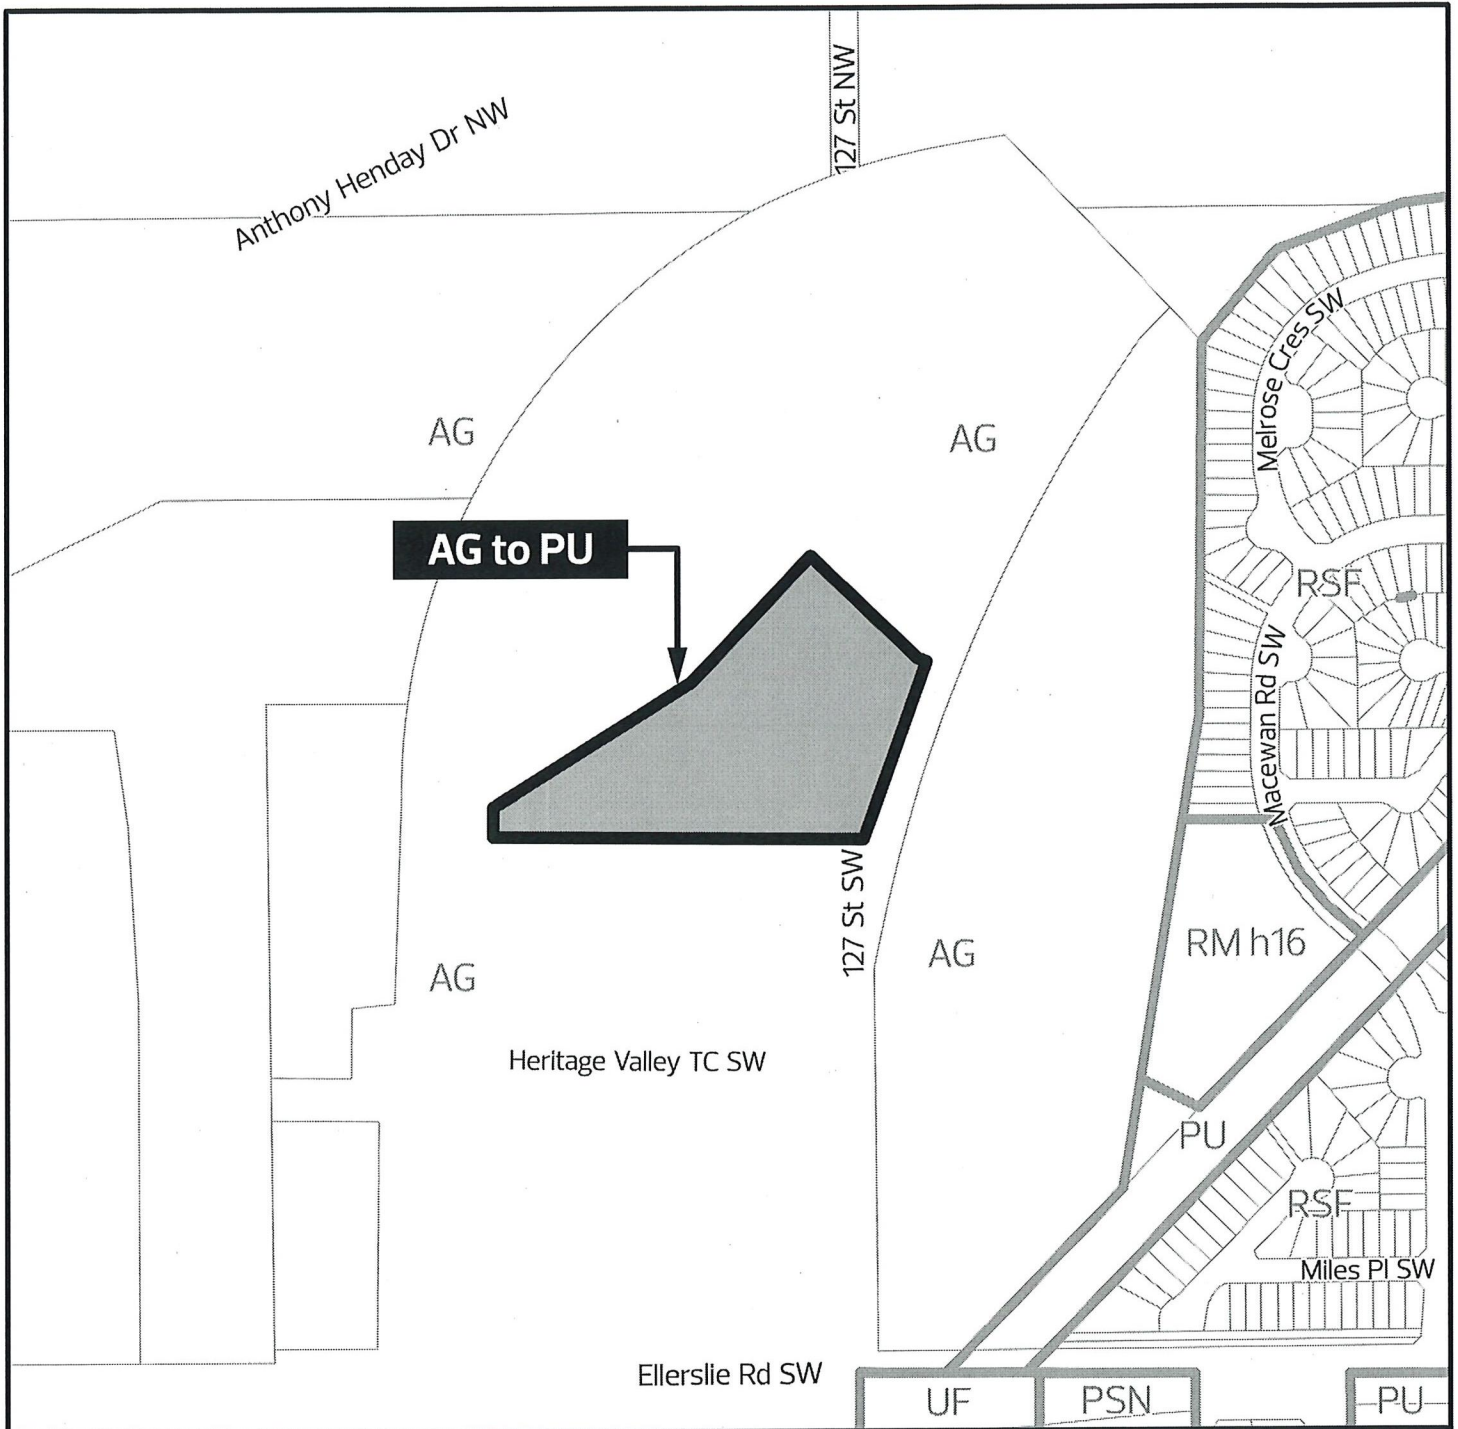 127 St NW
Anthony Henday Dr NW
Melrose Cres SW
AG
AG
AG to PU
RSF
Macewan Rd SW
127 St SW
RM h16
AG
AG
Heritage Valley TC SW
PU
RSF
Miles Pl SW
Ellerslie Rd SW
UF
PSN
PU